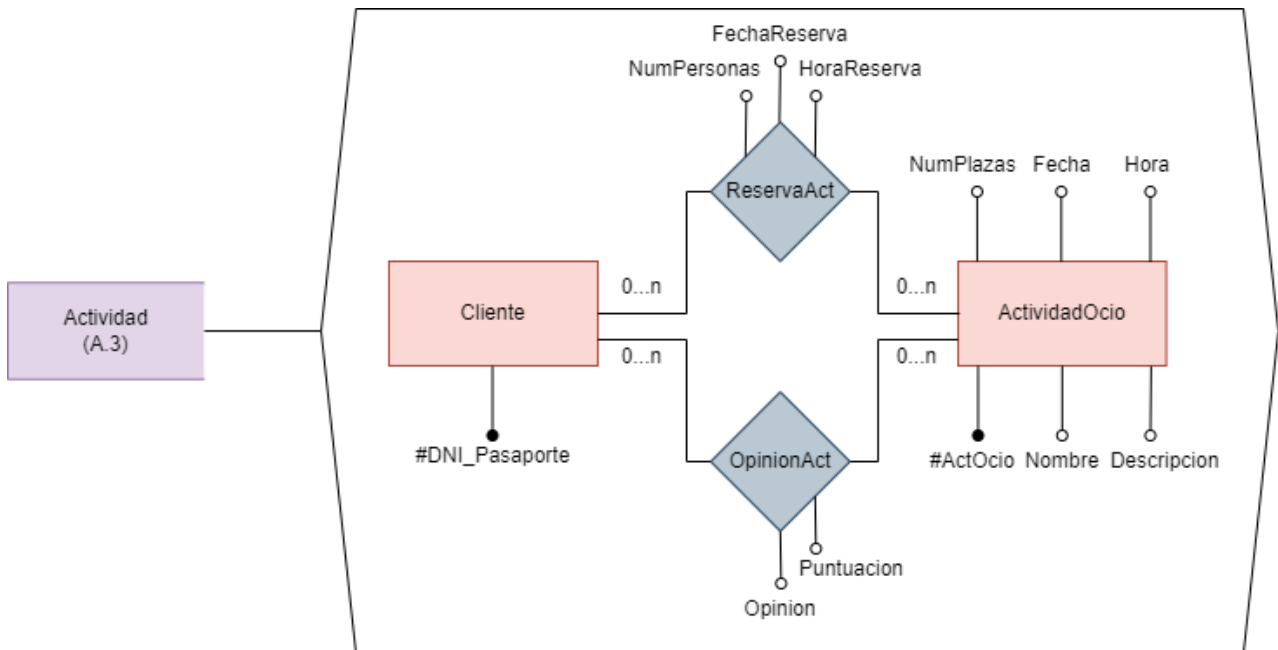 FechaReserva
NumPersonas
HoraReserva
ReservaAct
NumPlazas
Fecha
Hora
0...n
0...n
Actividad
(A.3)
Cliente
ActividadOcio
0...n
0...n
#DNI_Pasaporte
OpinionAct
#ActOcio
Nombre
Descripcion
Puntuacion
Opinion